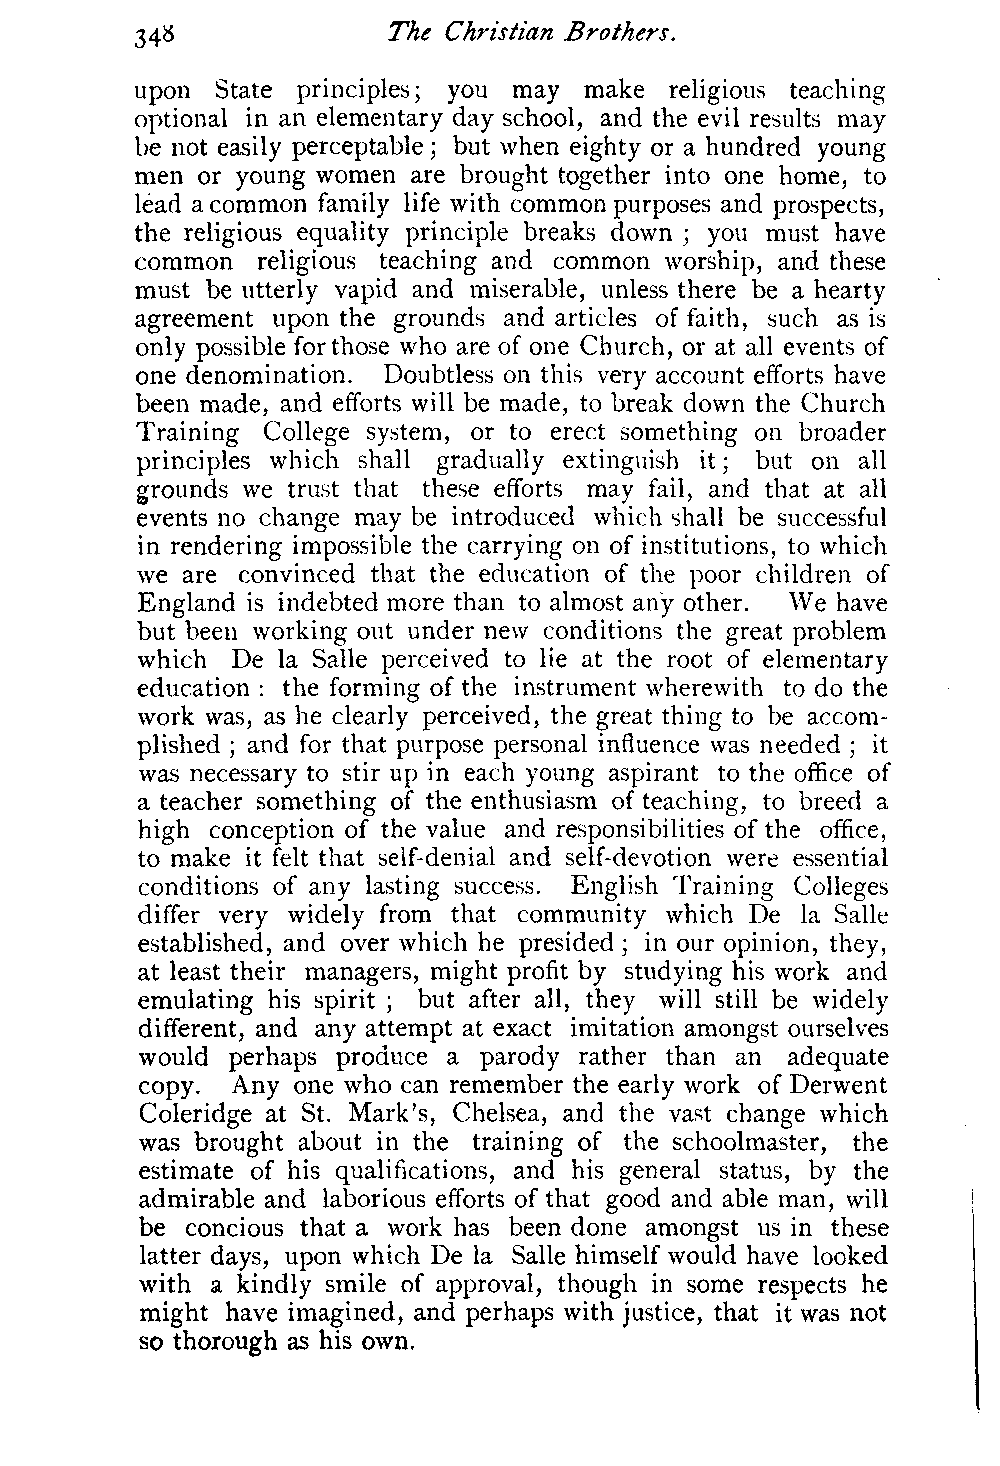 348 The Christian Brothers.
upon State principles; you may make religious teaching
optional in an elementary day school, and the evil results may
be not easily perceptable ; but when eighty or a hundred young
men or young women are brought together into one home, to
lead a common family life with common purposes and prospects,
the religious equality principle breaks down ; you must have
common religious teaching and common worship, and these
must be utterly vapid and miserable, unless there be a hearty
agreement upon the grounds and articles of faith, such as is
only possible for those who are of one Church, or at all events of
one denomination. Doubtless on this very account efforts have
been made, and efforts will be made, to break down the Church
Training College system, or to erect something on broader
principles which shall gradually extinguish it ; but on all
grounds we trust that these efforts may fail, and that at all
events no change may be introduced which shall be successful
in rendering impossible the carrying on of institutions, to which
we are convinced that the education of the poor children of
England is indebted more than to almost any other. We have
but been working out under new conditions the great problem
which De la Salle perceived to lie at the root of elementary
education : the forming of the instrument wherewith to do the
work was, as he clearly perceived, the great thing to be accom-
plished ; and for that purpose personal influence was needed ; it
was necessary to stir up in each young aspirant to the office of
a teacher something of the enthusiasm of teaching, to breed a
high conception of the value and responsibilities of the office,
to make it felt that self-denial and self-devotion were essential
conditions of any lasting success. English Training Colleges
differ very widely from that community which De la Salle
established, and over which he presided ; in our opinion, they,
at least their managers, might profit by studying his work and
emulating his spirit ; but after all, they will still be widely
different, and any attempt at exact imitation amongst ourselves
would perhaps produce a parody rather than an adequate
copy. Any one who can remember the early work of Derwent
Coleridge at St. Mark's, Chelsea, and the vast change which
was brought about in the training of the schoolmaster, the
estimate of his qualifications, and his general status, by the
admirable and laborious efforts of that good and able man, will
be concious that a work has been done amongst us in these
latter days, upon which De la Salle himself would have looked
with a kindly smile of approval, though in some respects he
might have imagined, and perhaps with justice, that it was not
so thorough as his own.